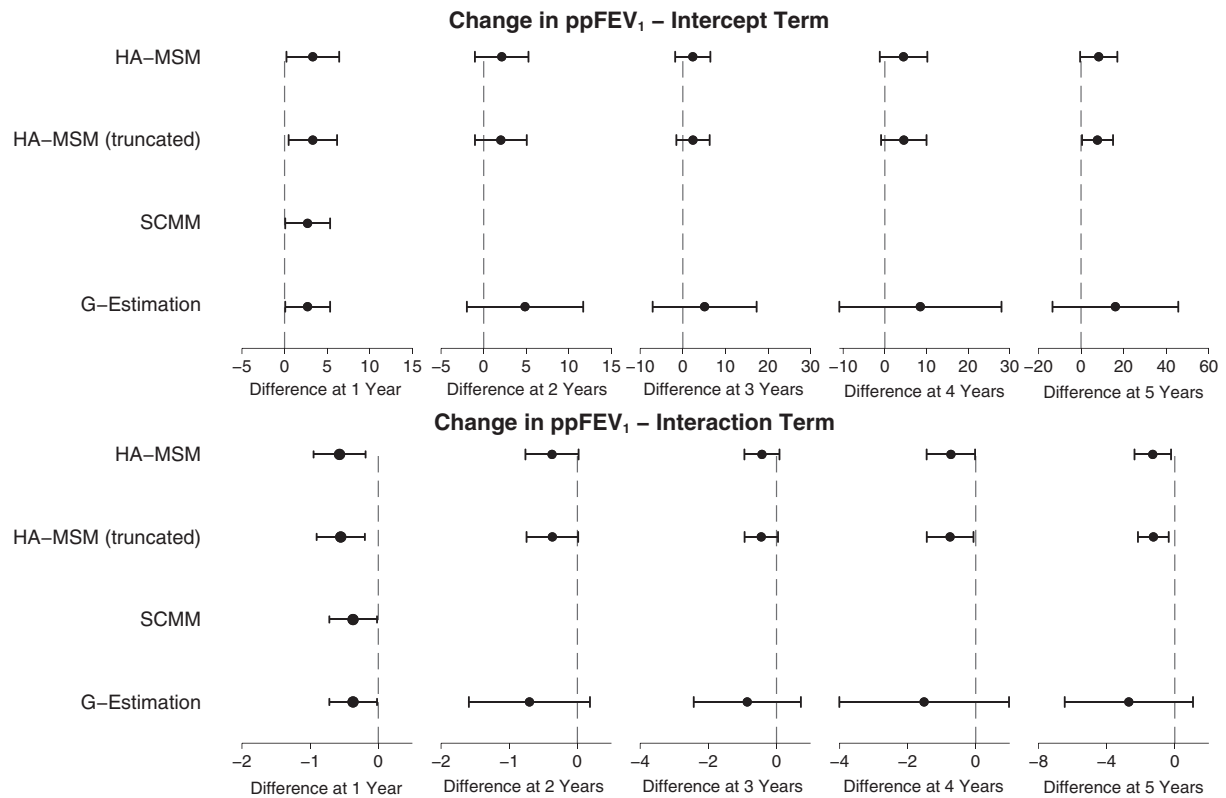 Change in ppFEV₁ − Intercept Term
HA−MSM
HA−MSM (truncated)
SCMM
G−Estimation
−5 0 5 10 15 −5 0 5 10 15 −10 0 10 20 30 −10 0 10 20 30 −20 0 20 40 60
Difference at 1 Year Difference at 2 Years Difference at 3 Years Difference at 4 Years Difference at 5 Years
Change in ppFEV₁ − Interaction Term
HA−MSM
HA−MSM (truncated)
SCMM
G−Estimation
−2 −1 0 −2 −1 0 −4 −2 0 −4 −2 0 −8 −4 0
Difference at 1 Year Difference at 2 Years Difference at 3 Years Difference at 4 Years Difference at 5 Years